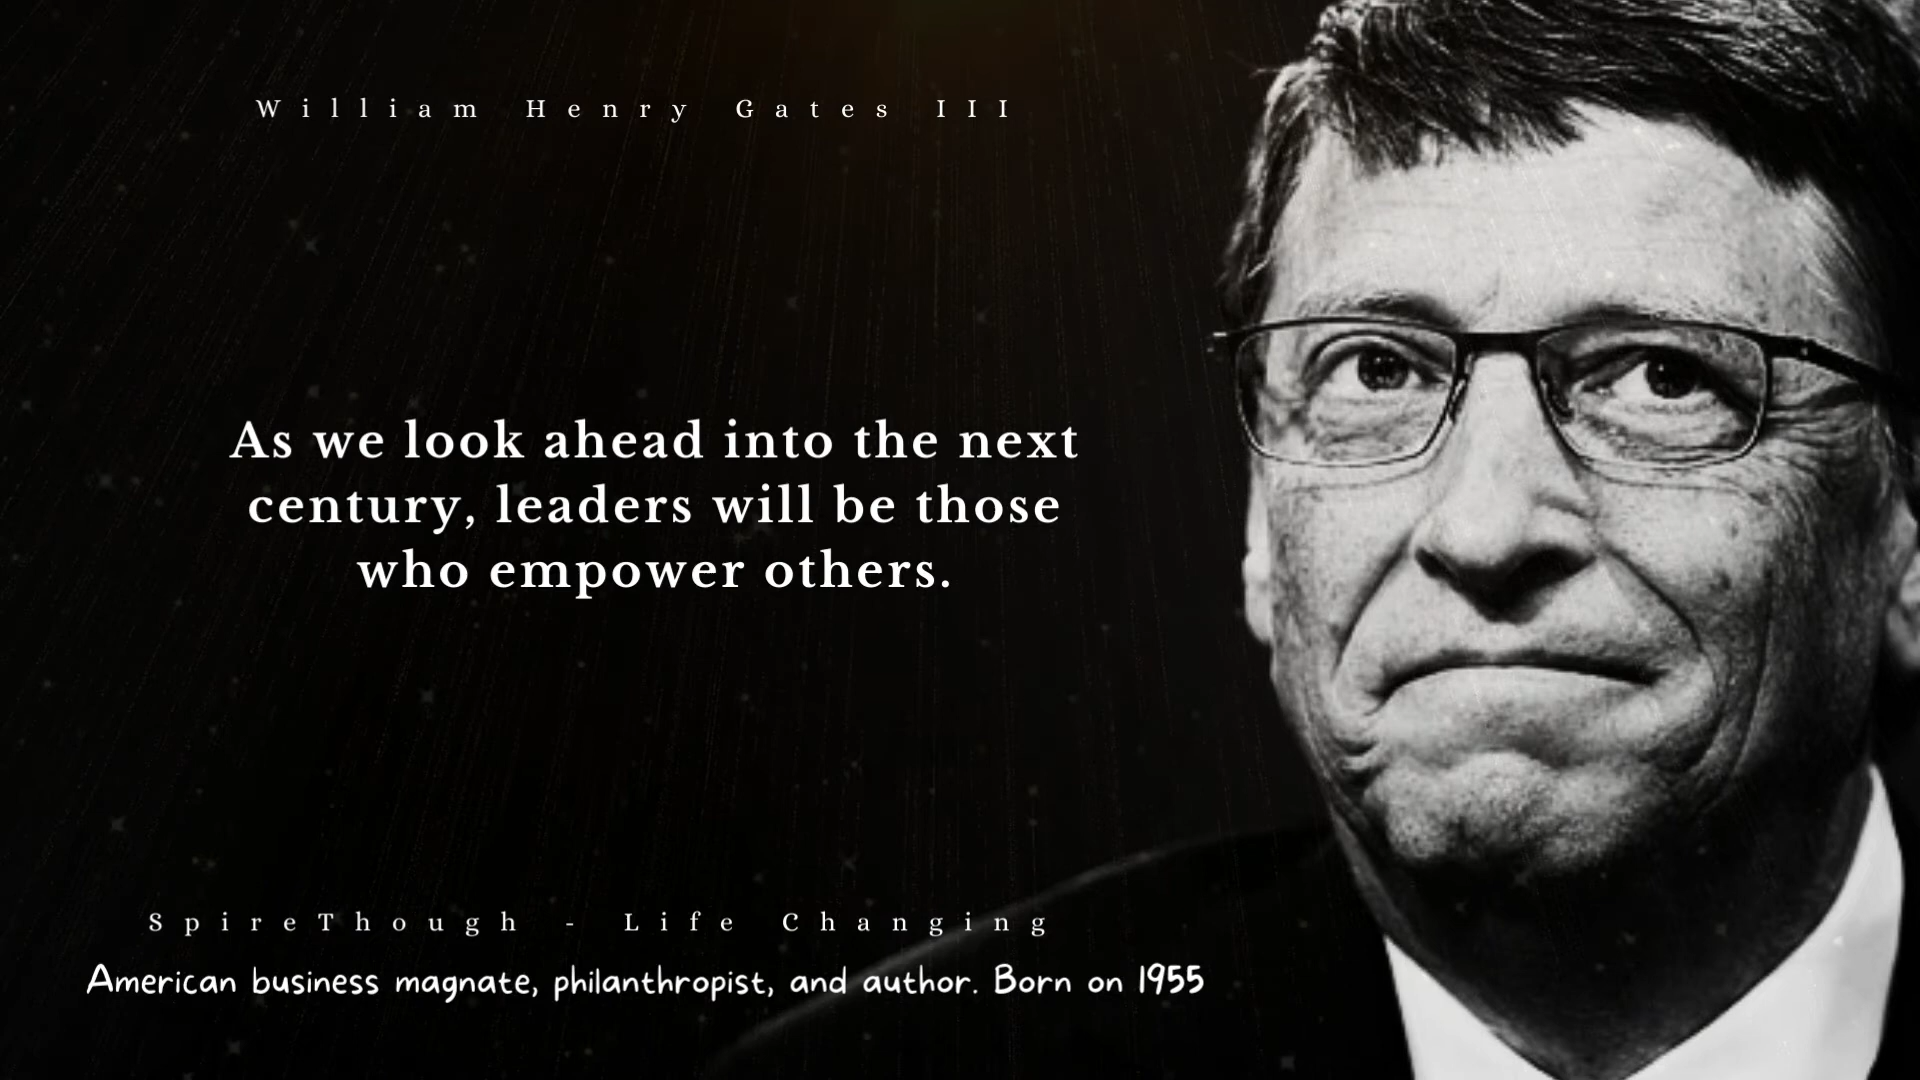 William Henry Gates III
As we look ahead into the next
century, leaders will be those
who empower others.
SpireThough - Life Changing
American business magnate, philanthropist, and author. Born on 1955